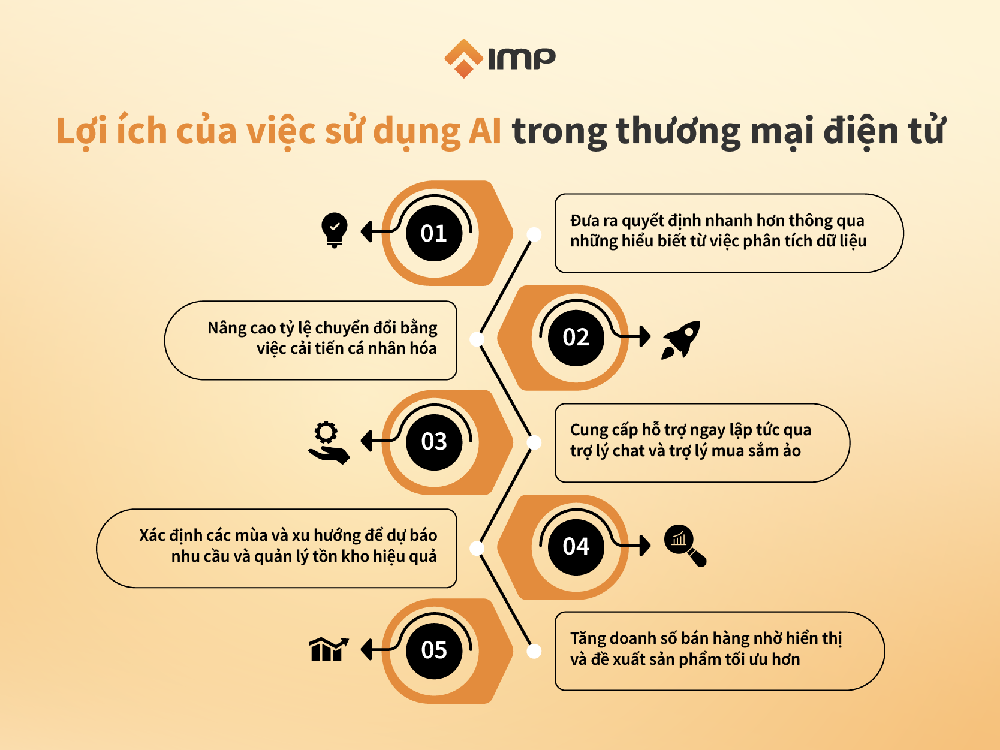 IMP
Lợi ích của việc sử dụng AI trong thương mại điện tử
01
Đưa ra quyết định nhanh hơn thông qua
những hiểu biết từ việc phân tích dữ liệu
02
Nâng cao tỷ lệ chuyển đổi bằng
việc cải tiến cá nhân hóa
03
Cung cấp hỗ trợ ngay lập tức qua
trợ lý chat và trợ lý mua sắm ảo
04
Xác định các mùa và xu hướng để dự báo
nhu cầu và quản lý tồn kho hiệu quả
05
Tăng doanh số bán hàng nhờ hiển thị
và đề xuất sản phẩm tối ưu hơn